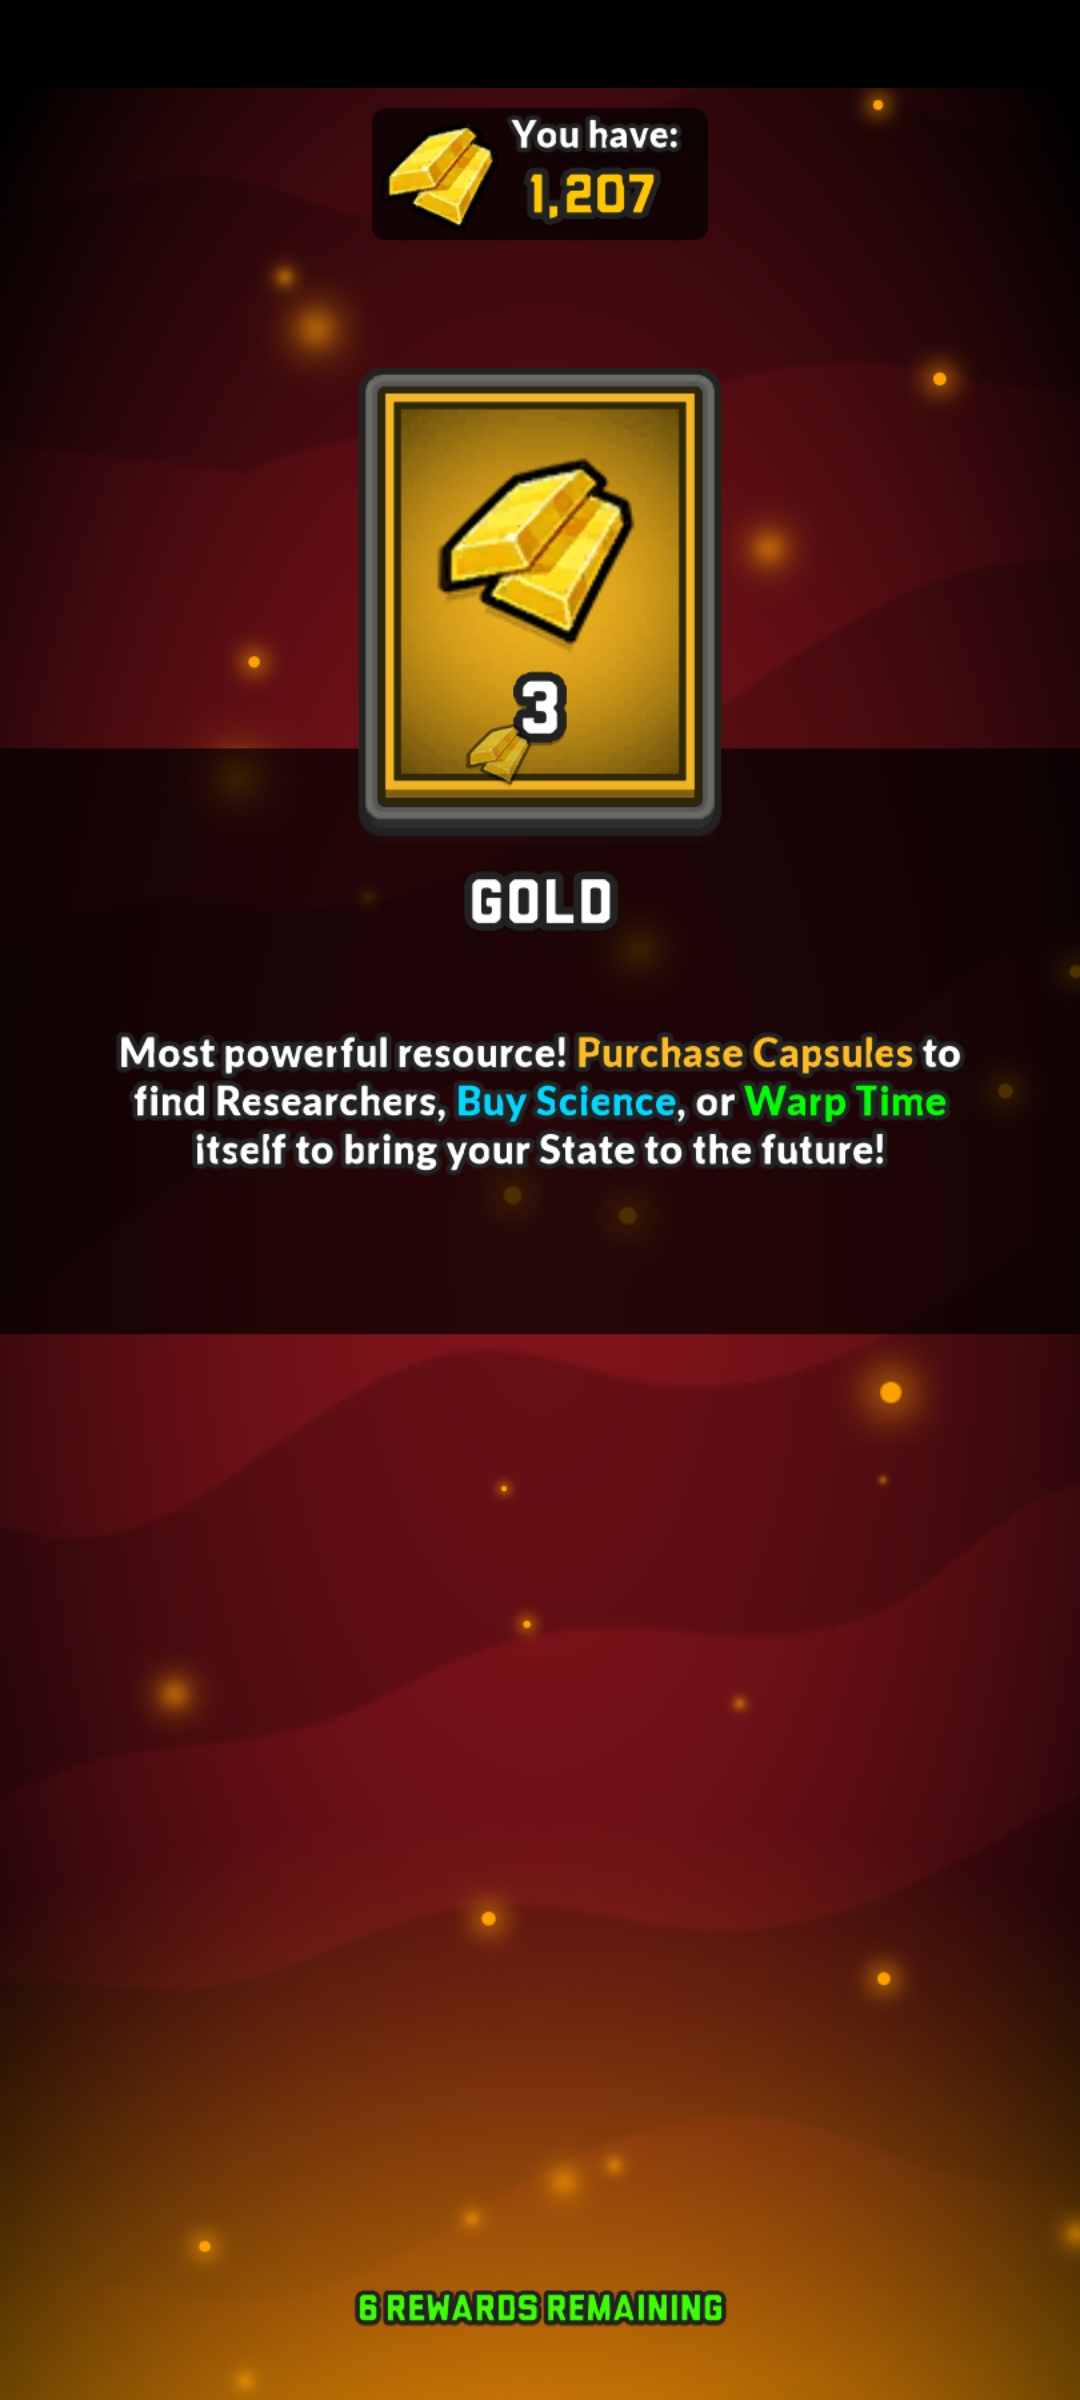 You have:
1,207
3
GOLD
Most powerful resource! Purchase Capsules to
find Researchers, Buy Science, or Warp Time
itself to bring your State to the future!
6 REWARDS REMAINING